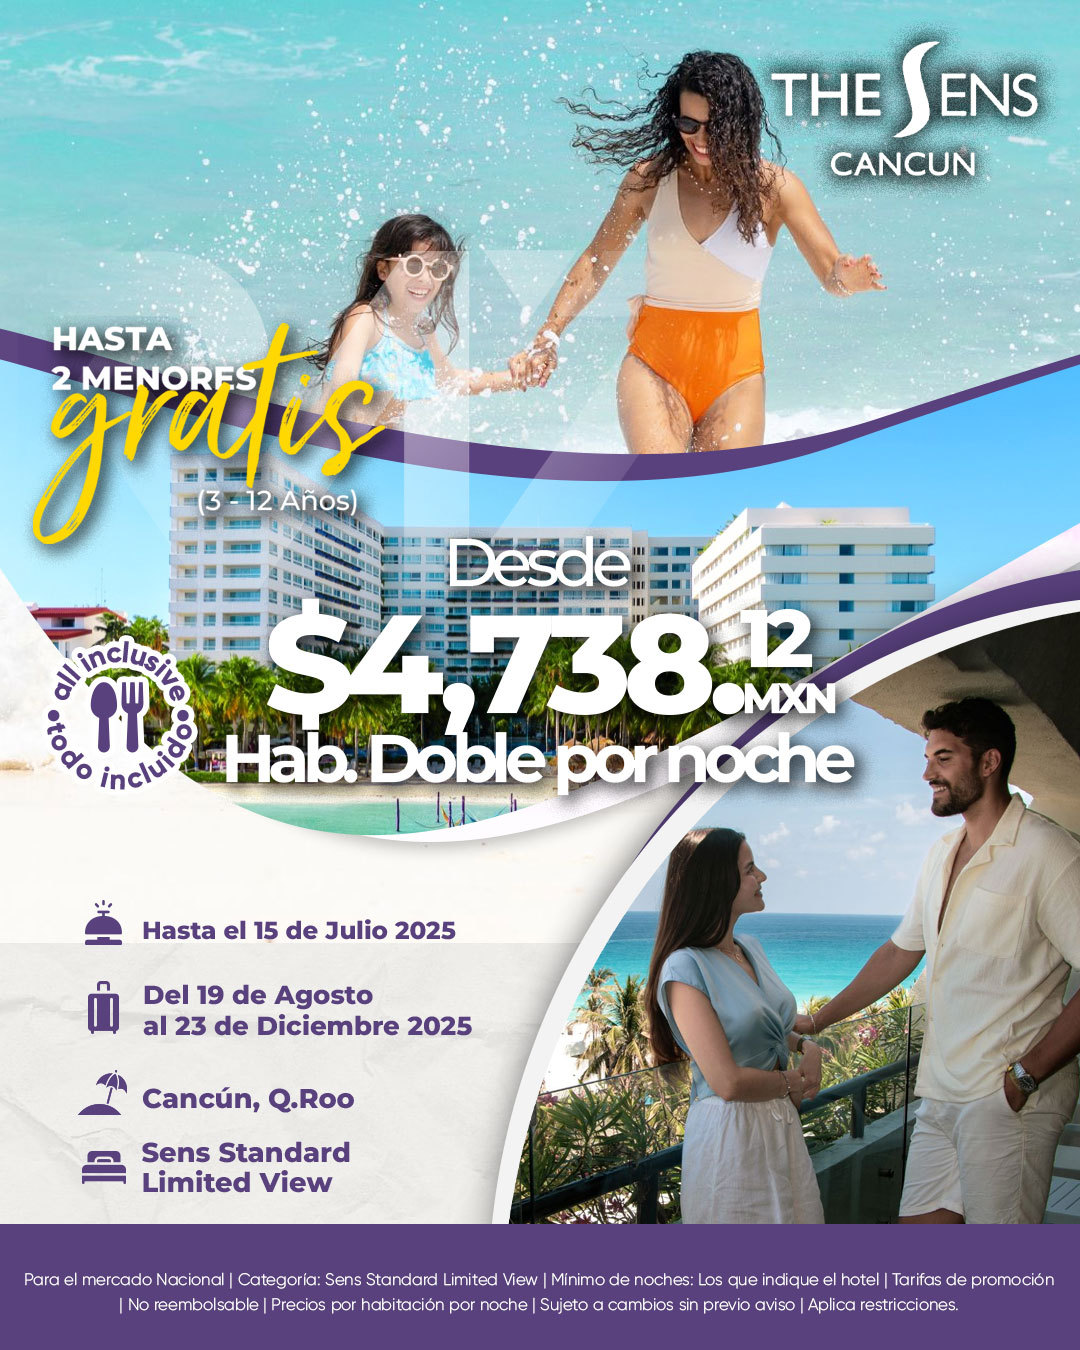 THE SENS
CANCUN
HASTA
2 MENORES
gratis
(3 - 12 Años)
Desde
$4,738.12
MXN
Hab. Doble por noche
all inclusive
todo incluido
Hasta el 15 de Julio 2025
Del 19 de Agosto
al 23 de Diciembre 2025
Cancún, Q.Roo
Sens Standard
Limited View
Para el mercado Nacional | Categoría: Sens Standard Limited View | Mínimo de noches: Los que indique el hotel | Tarifas de promoción
| No reembolsable | Precios por habitación por noche | Sujeto a cambios sin previo aviso | Aplica restricciones.